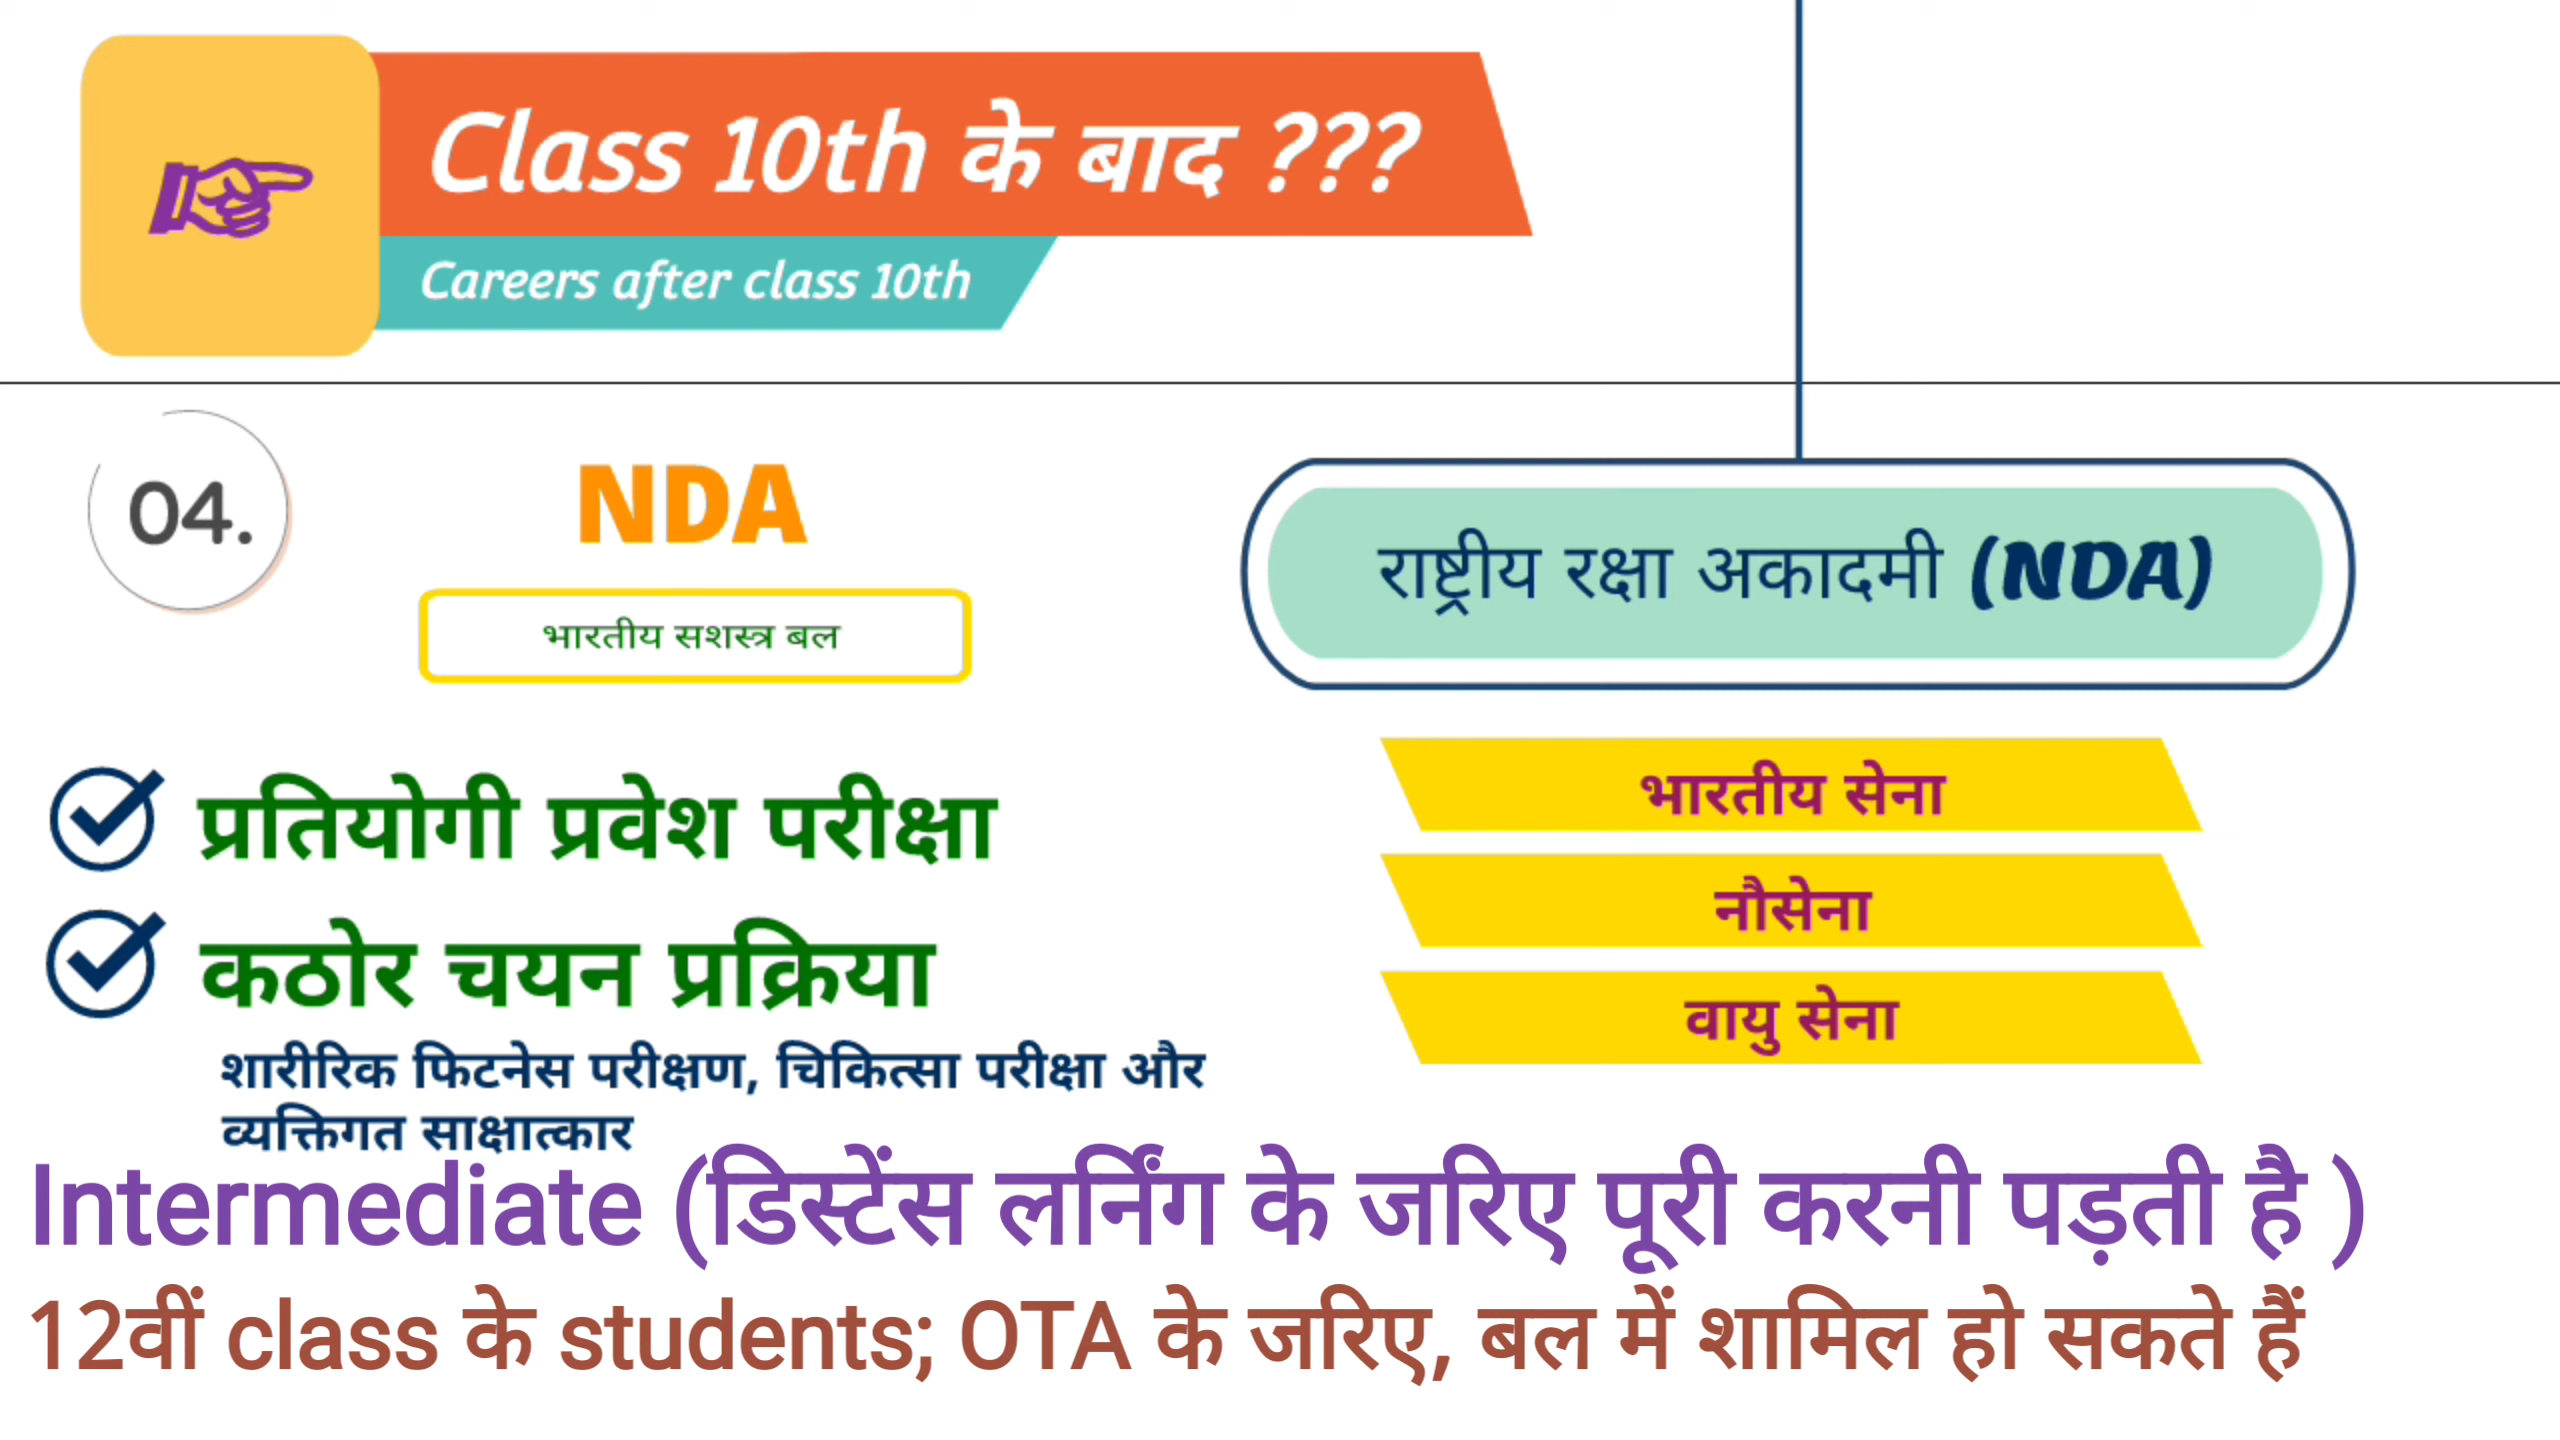 Class 10th के बाद ???
Careers after class 10th
04.
NDA
भारतीय सशस्त्र बल
राष्ट्रीय रक्षा अकादमी (NDA)
प्रतियोगी प्रवेश परीक्षा
कठोर चयन प्रक्रिया
शारीरिक फिटनेस परीक्षण, चिकित्सा परीक्षा और
व्यक्तिगत साक्षात्कार
भारतीय सेना
नौसेना
वायु सेना
Intermediate (डिस्टेंस लर्निंग के जरिए पूरी करनी पड़ती है )
12वीं class के students; OTA के जरिए, बल में शामिल हो सकते हैं